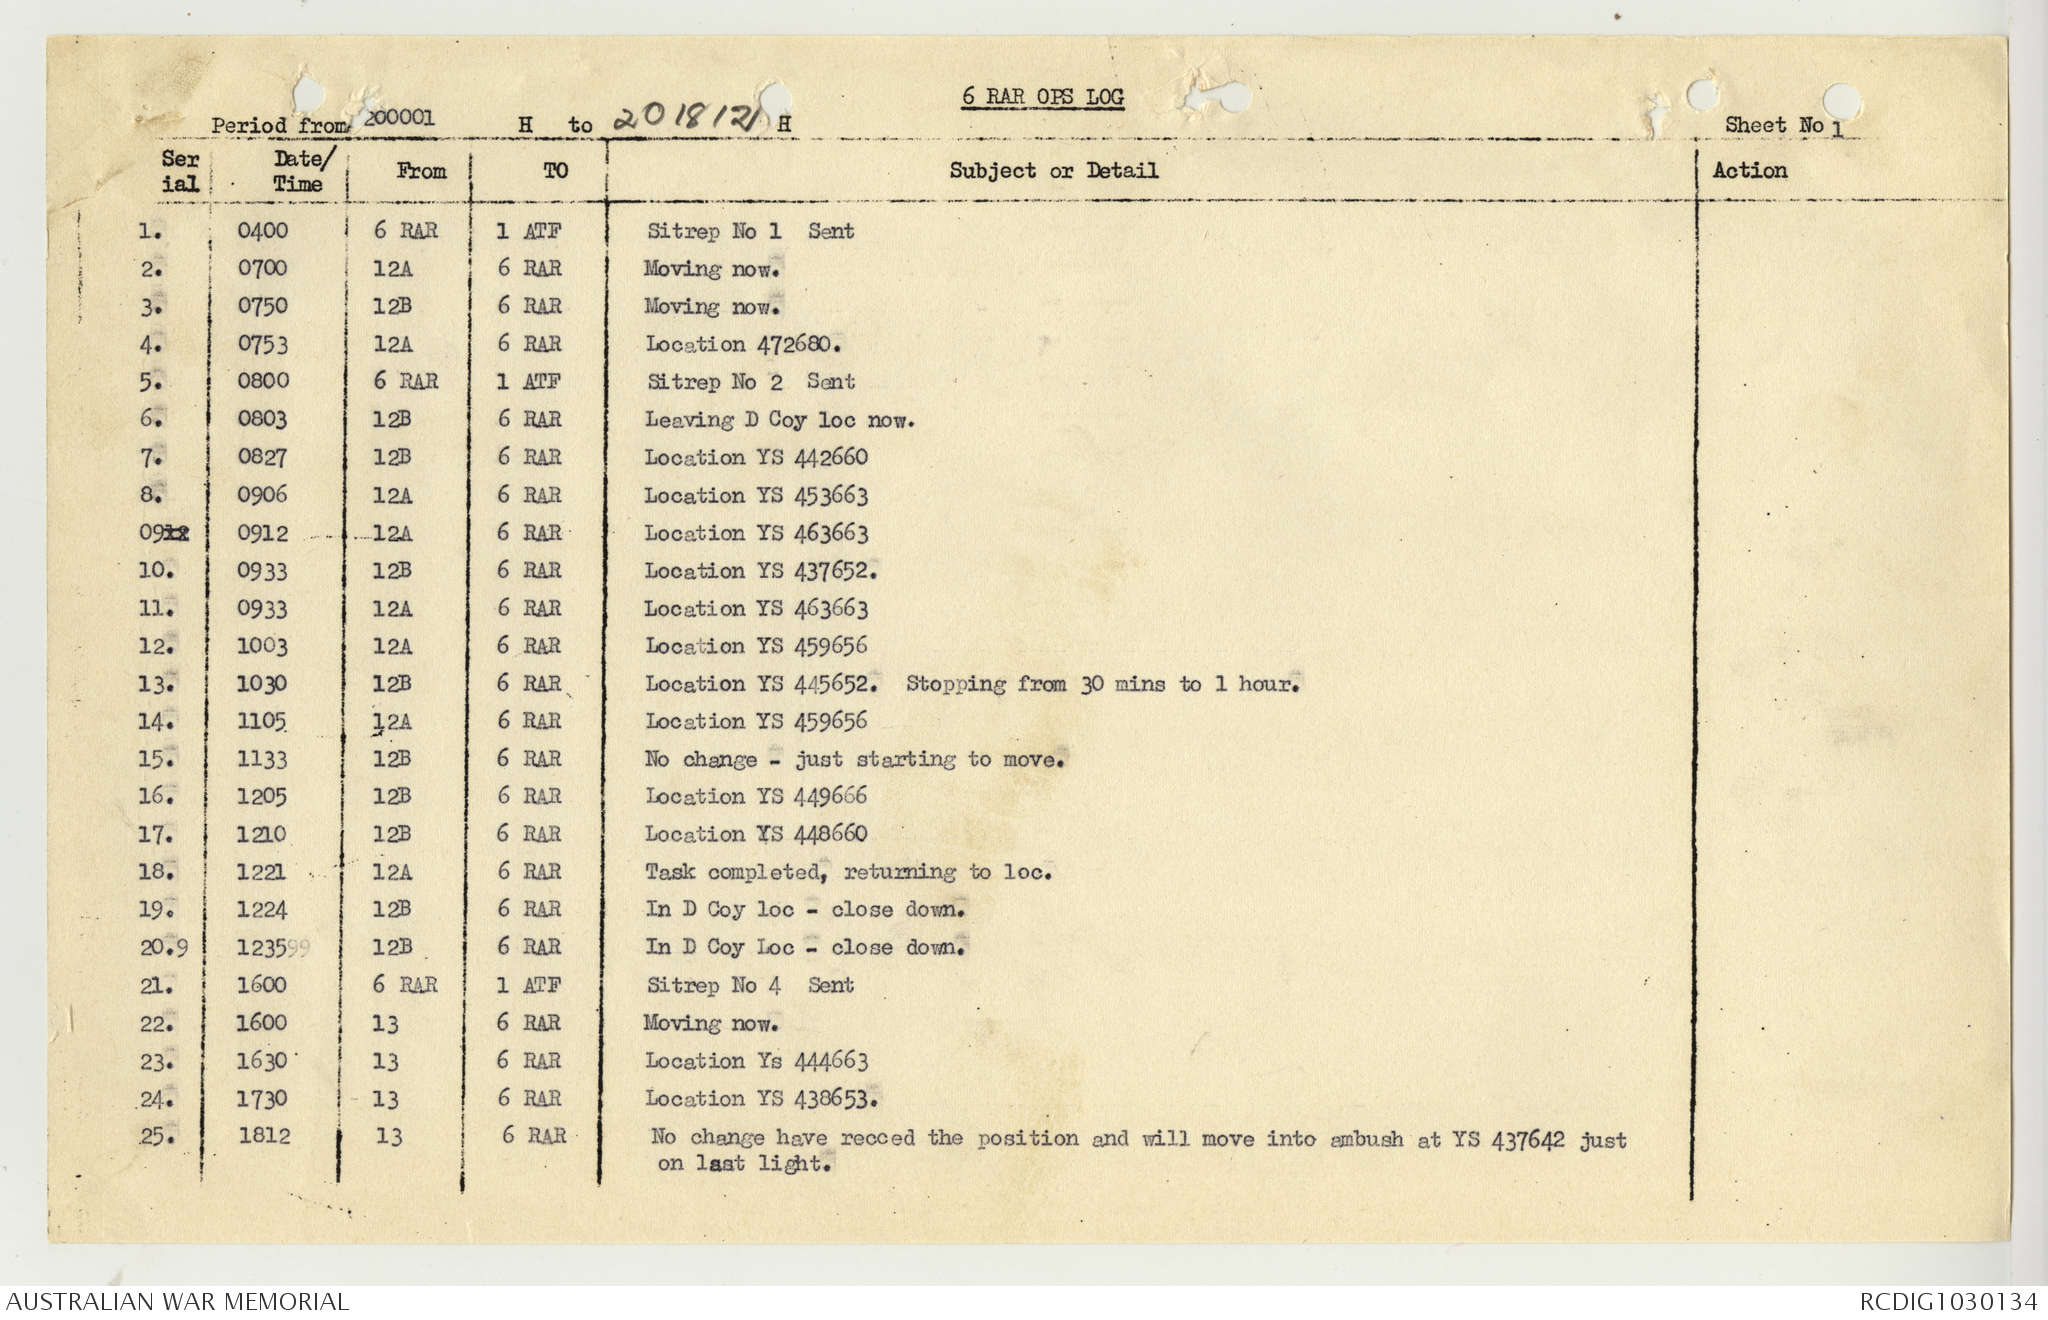 6 RAR OPS LOG
Period from 200001 H to 201812 H Sheet No 1
Ser
ial Date/
Time From TO Subject or Detail Action
1. 0400 6 RAR 1 ATF Sitrep No 1 Sent
2. 0700 12A 6 RAR Moving now.
3. 0750 12B 6 RAR Moving now.
4. 0753 12A 6 RAR Location 472680.
5. 0800 6 RAR 1 ATF Sitrep No 2 Sent
6. 0803 12B 6 RAR Leaving D Coy loc now.
7. 0827 12B 6 RAR Location YS 442660
8. 0906 12A 6 RAR Location YS 453663
09 0912 12A 6 RAR Location YS 463663
10. 0933 12B 6 RAR Location YS 437652.
11. 0933 12A 6 RAR Location YS 463663
12. 1003 12A 6 RAR Location YS 459656
13. 1030 12B 6 RAR Location YS 445652. Stopping from 30 mins to 1 hour.
14. 1105 12A 6 RAR Location YS 459656
15. 1133 12B 6 RAR No change - just starting to move.
16. 1205 12B 6 RAR Location YS 449666
17. 1210 12B 6 RAR Location YS 448660
18. 1221 12A 6 RAR Task completed, returning to loc.
19. 1224 12B 6 RAR In D Coy loc - close down.
20.9 123599 12B 6 RAR In D Coy Loc - close down.
21. 1600 6 RAR 1 ATF Sitrep No 4 Sent
22. 1600 13 6 RAR Moving now.
23. 1630 13 6 RAR Location Ys 444663
24. 1730 13 6 RAR Location YS 438653.
25. 1812 13 6 RAR No change have recced the position and will move into ambush at YS 437642 just
on last light.
AUSTRALIAN WAR MEMORIAL RCDIG1030134